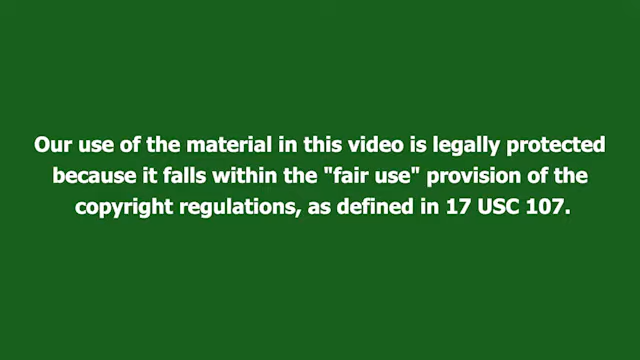 Our use of the material in this video is legally protected
because it falls within the "fair use" provision of the
copyright regulations, as defined in 17 USC 107.